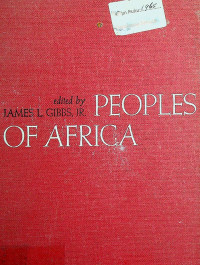 edited by
JAMES L. GIBBS, JR. PEOPLES
OF AFRICA